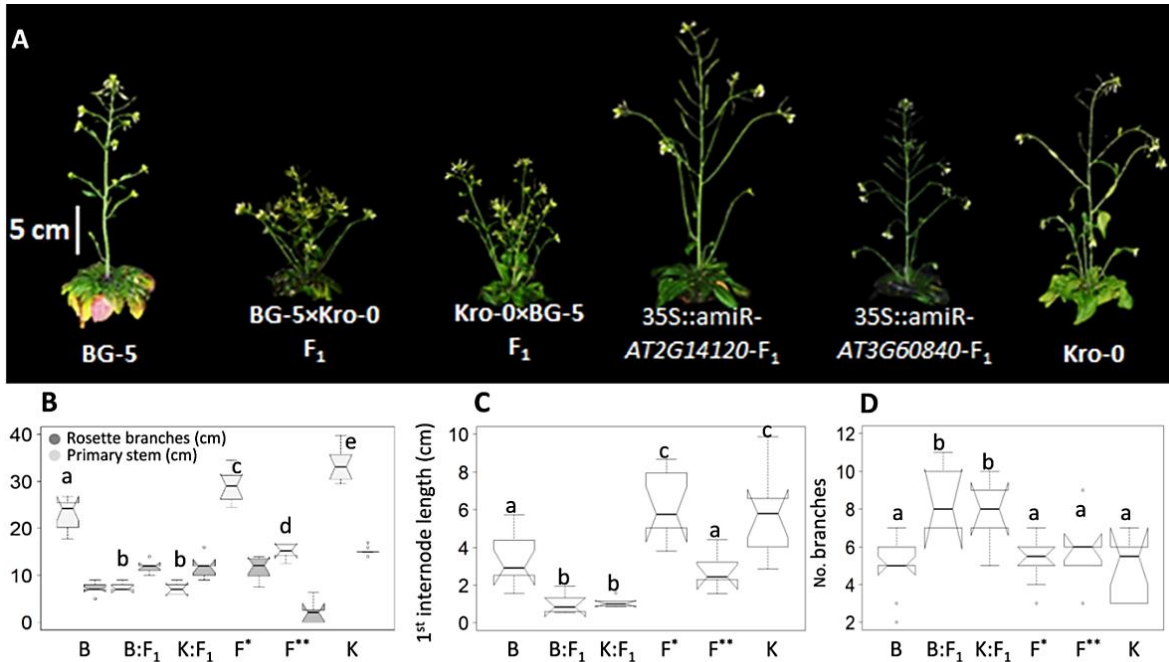 A
5 cm
BG-5
BG-5×Kro-0
F₁
Kro-0×BG-5
F₁
35S::amiR-
AT2G14120-F₁
35S::amiR-
AT3G60840-F₁
Kro-0
B
Rosette branches (cm)
Primary stem (cm)
40
30
20
10
0
a
b
b
c
d
e
B
B:F₁
K:F₁
F*
F**
K
C
1st internode length (cm)
10
8
6
4
2
0
a
b
b
c
a
c
B
B:F₁
K:F₁
F*
F**
K
D
No. branches
12
10
8
6
4
2
a
b
b
a
a
a
B
B:F₁
K:F₁
F*
F**
K